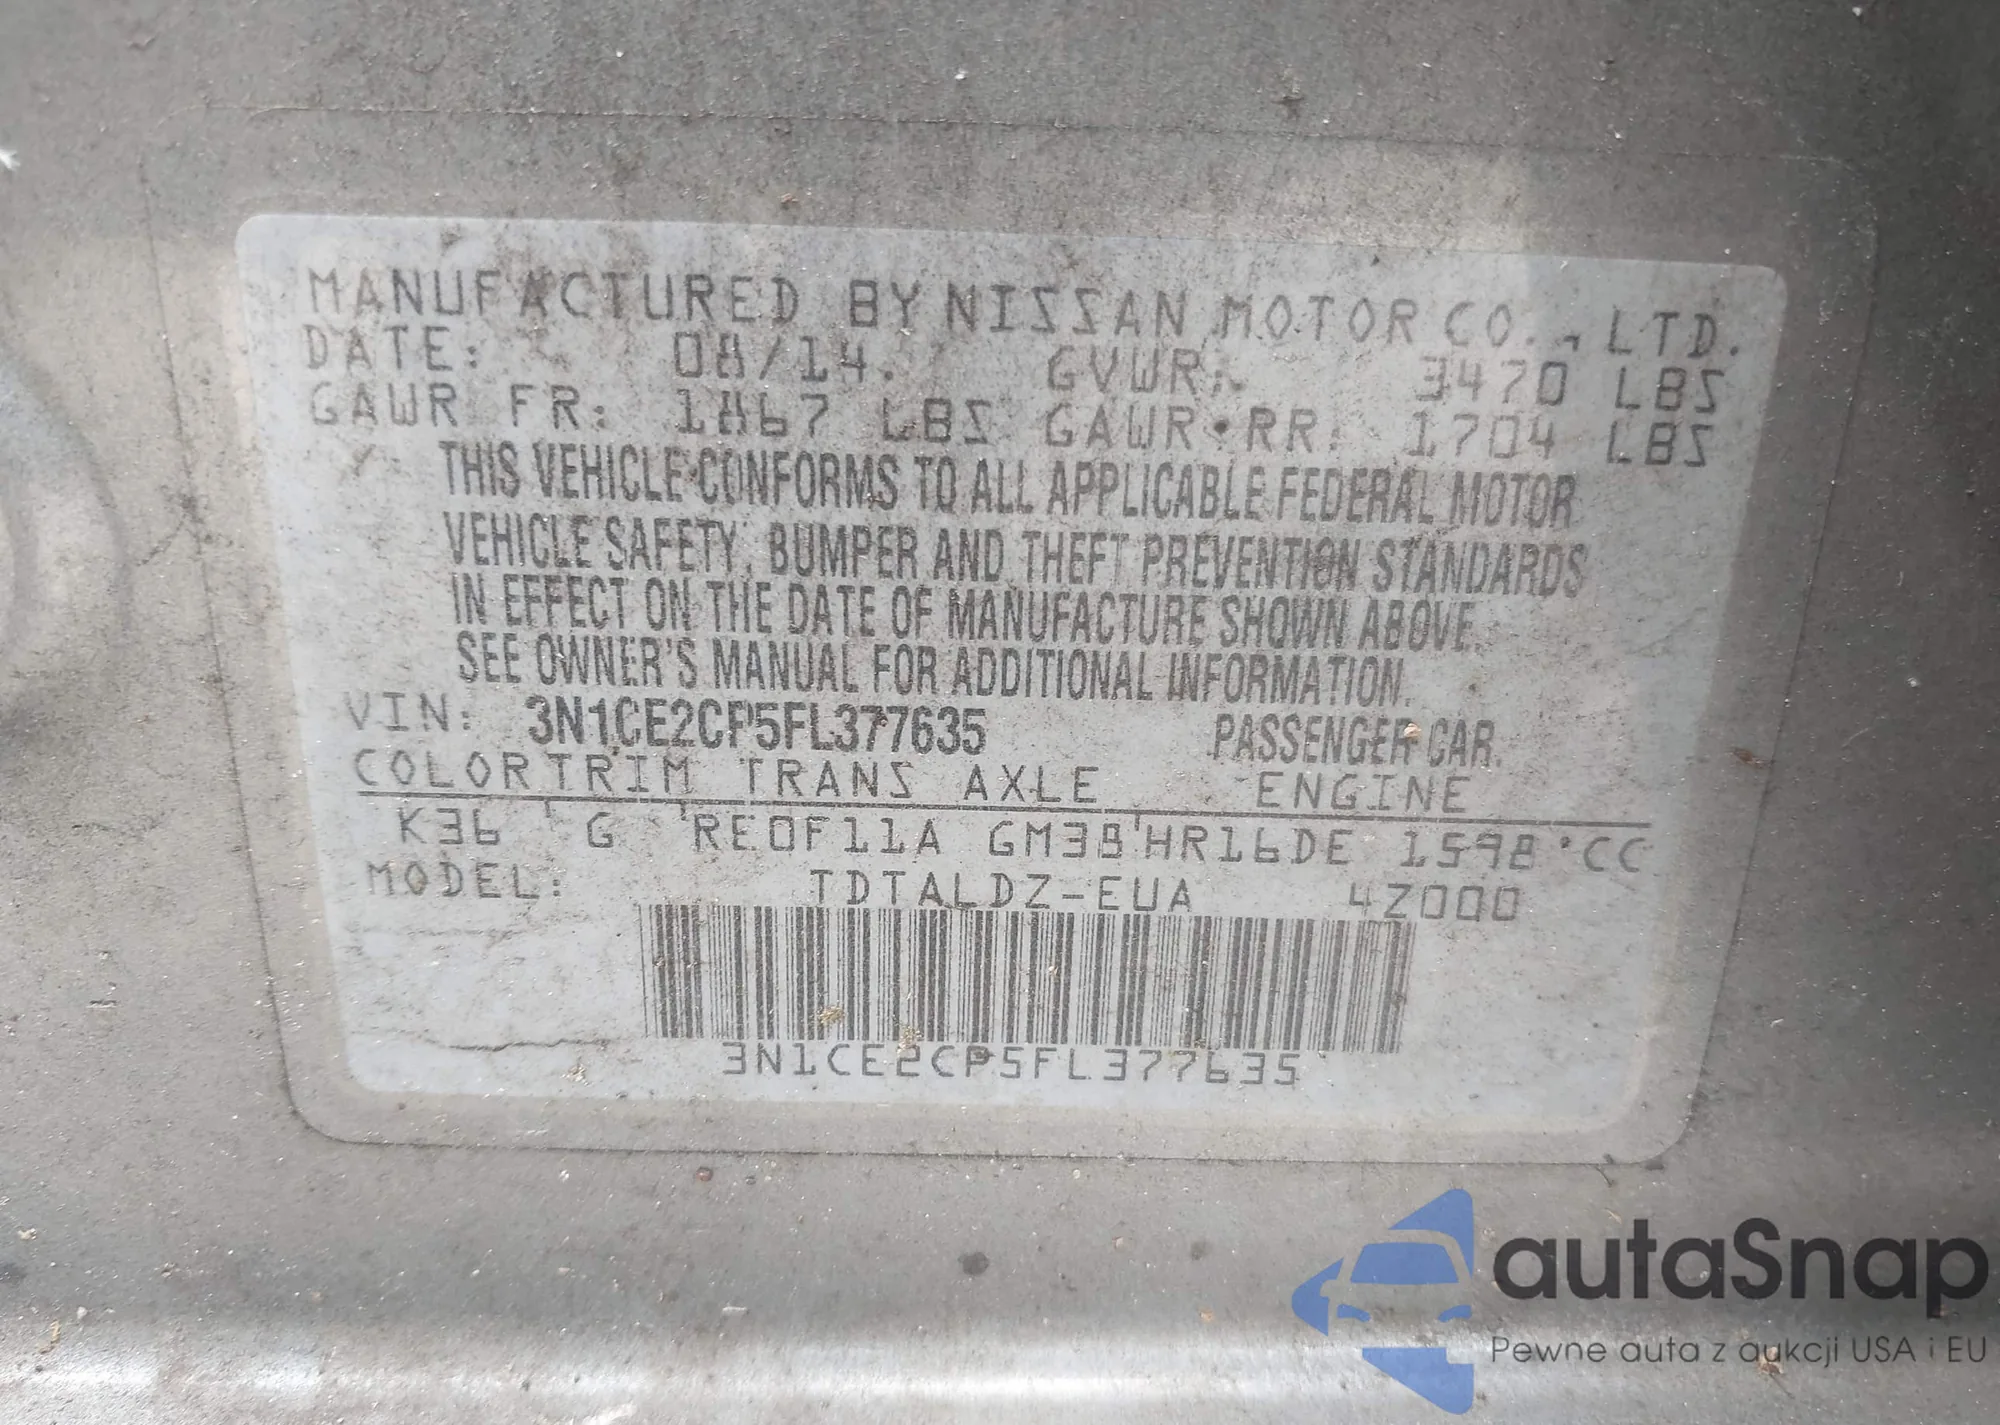 MANUFACTURED BY NISSAN MOTOR CO., LTD.
DATE: 08/14. GVWR: 3470 LBS
GAWR FR: 1867 LBS GAWR RR: 1704 LBS
THIS VEHICLE CONFORMS TO ALL APPLICABLE FEDERAL MOTOR
VEHICLE SAFETY, BUMPER AND THEFT PREVENTION STANDARDS
IN EFFECT ON THE DATE OF MANUFACTURE SHOWN ABOVE.
SEE OWNER'S MANUAL FOR ADDITIONAL INFORMATION.
VIN: 3N1CE2CP5FL377635 PASSENGER CAR.
COLOR TRIM TRANS AXLE ENGINE
K36 G RE0F11A GM38 HR16DE 1598 CC
MODEL: TDTALDZ-EUA 4Z000
3N1CE2CP5FL377635
autaSnap
Pewne auta z aukcji USA i EU